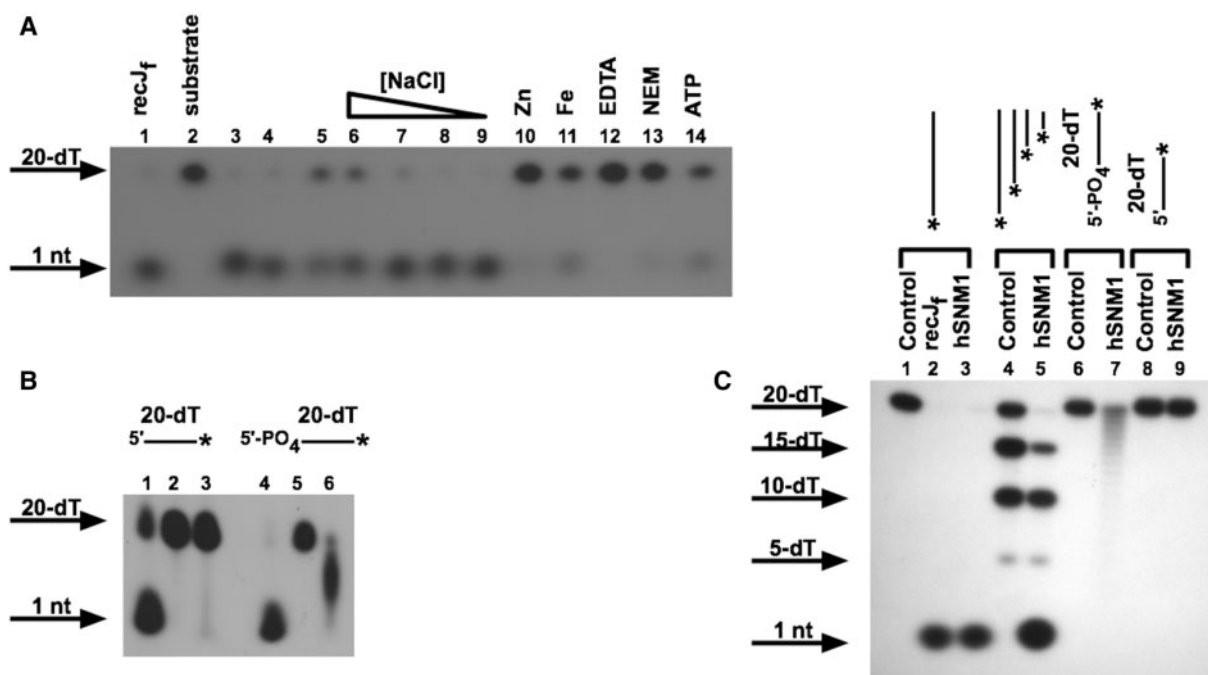 A
recJf
substrate
[NaCl]
Zn
Fe
EDTA
NEM
ATP
1 2 3 4 5 6 7 8 9 10 11 12 13 14
20-dT
1 nt
B
20-dT 20-dT
5' * 5'-PO4 *
1 2 3 4 5 6
20-dT
1 nt
C
* * * * * * *
20-dT
5'-PO4
20-dT
5'
Control
recJf
hSNM1
Control
hSNM1
Control
hSNM1
Control
hSNM1
1 2 3 4 5 6 7 8 9
20-dT
15-dT
10-dT
5-dT
1 nt